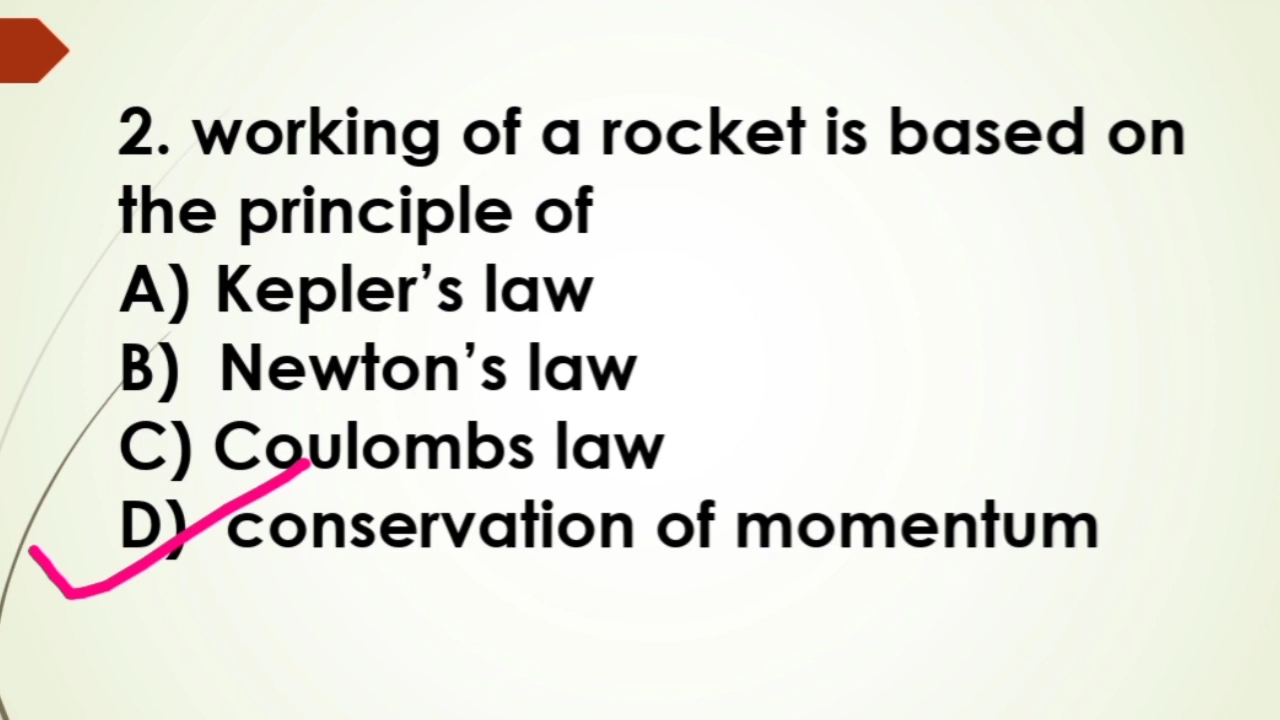 2. working of a rocket is based on
the principle of
A) Kepler’s law
B) Newton’s law
C) Coulombs law
D) conservation of momentum